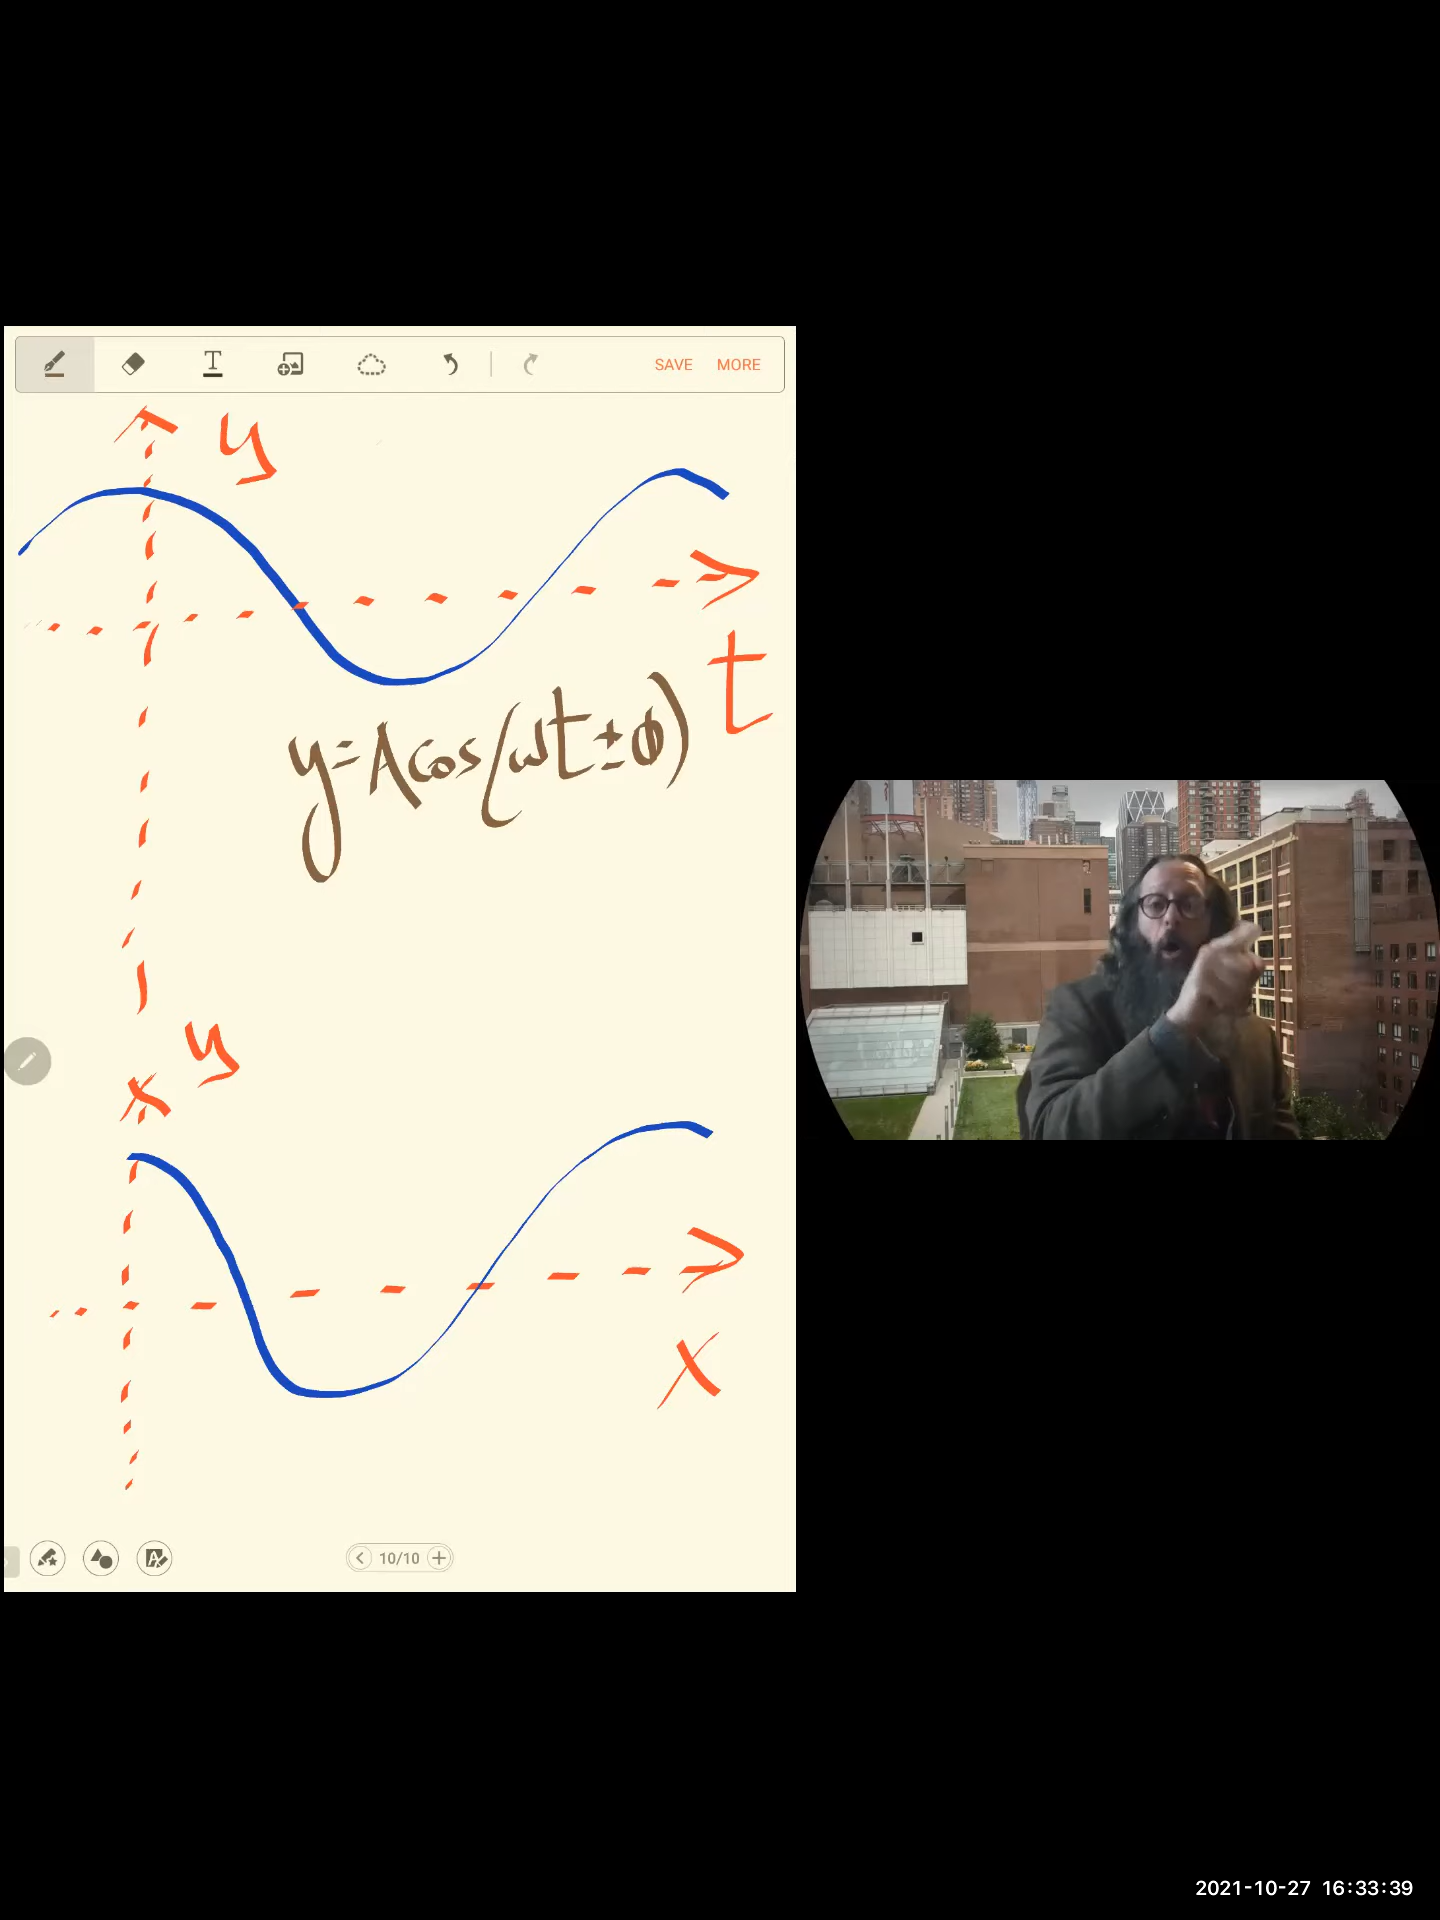 T
SAVE
MORE
y
t
y=Acos(ωt±φ)
y
x
A
10/10
2021-10-27 16:33:39